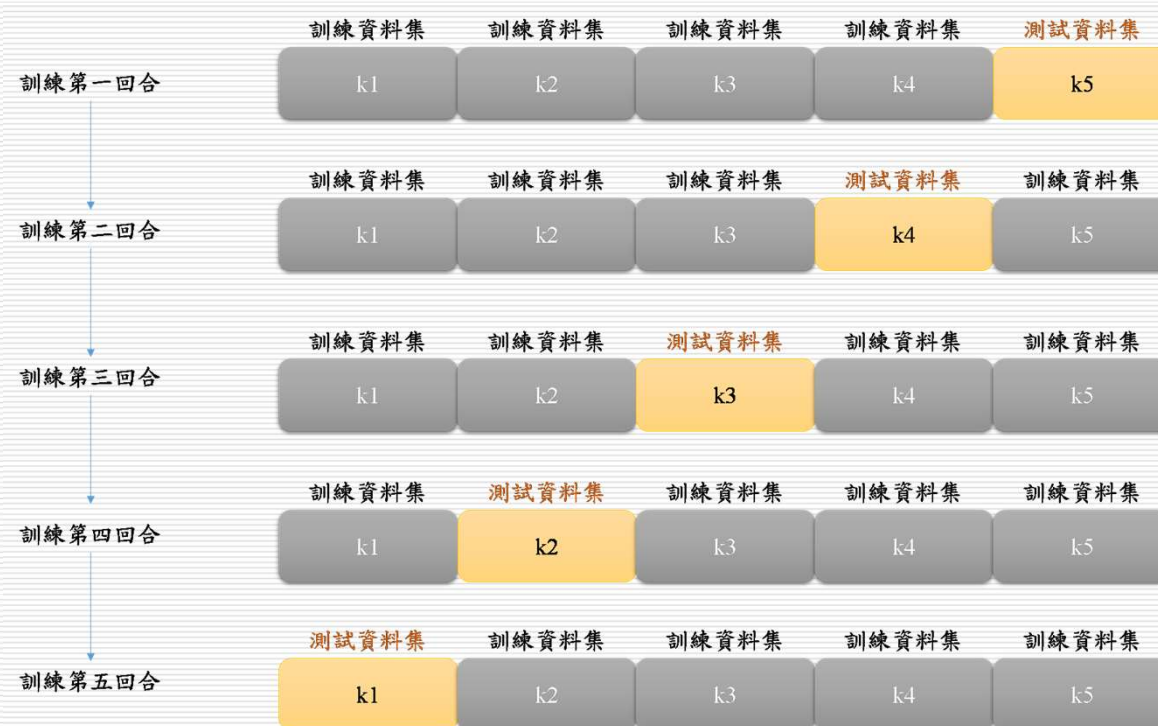 訓練資料集 訓練資料集 訓練資料集 訓練資料集 測試資料集
訓練第一回合 k1 k2 k3 k4 k5
訓練資料集 訓練資料集 訓練資料集 測試資料集 訓練資料集
訓練第二回合 k1 k2 k3 k4 k5
訓練資料集 訓練資料集 測試資料集 訓練資料集 訓練資料集
訓練第三回合 k1 k2 k3 k4 k5
訓練資料集 測試資料集 訓練資料集 訓練資料集 訓練資料集
訓練第四回合 k1 k2 k3 k4 k5
測試資料集 訓練資料集 訓練資料集 訓練資料集 訓練資料集
訓練第五回合 k1 k2 k3 k4 k5